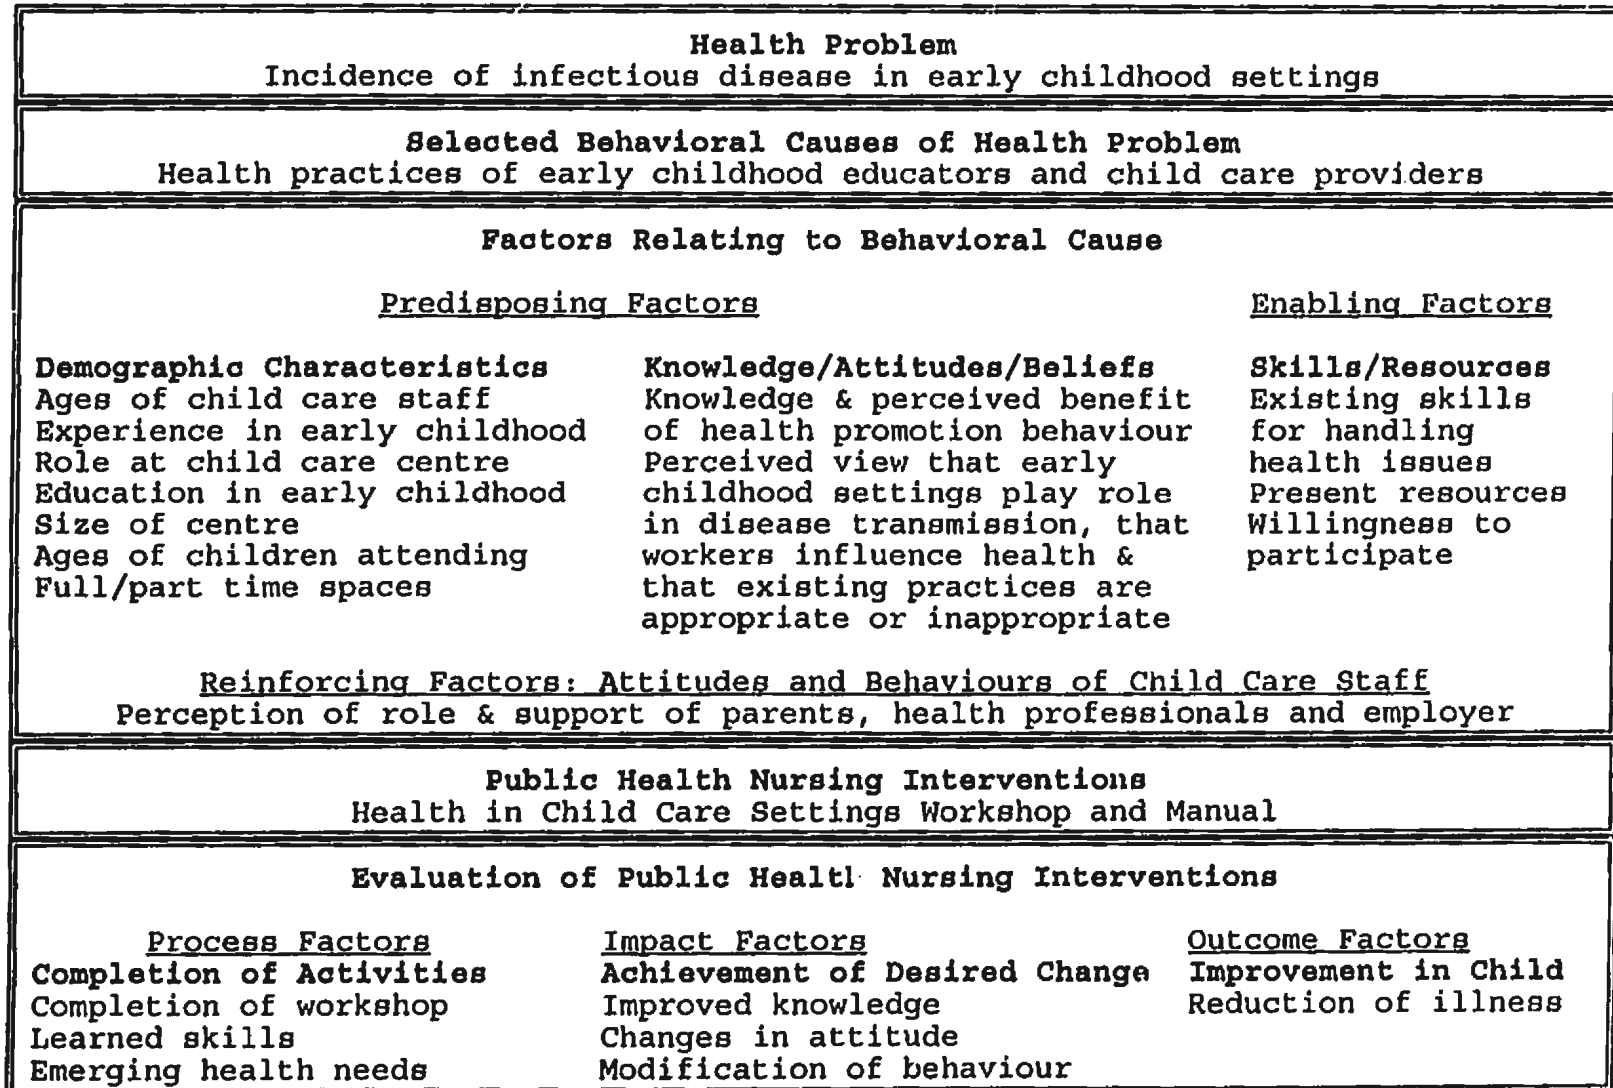 Health Problem
Incidence of infectious disease in early childhood settings
Selected Behavioral Causes of Health Problem
Health practices of early childhood educators and child care providers
Factors Relating to Behavioral Cause
Predisposing Factors
Enabling Factors
Demographic Characteristics
Ages of child care staff
Experience in early childhood
Role at child care centre
Education in early childhood
Size of centre
Ages of children attending
Full/part time spaces
Knowledge/Attitudes/Beliefs
Knowledge & perceived benefit
of health promotion behaviour
Perceived view that early
childhood settings play role
in disease transmission, that
workers influence health &
that existing practices are
appropriate or inappropriate
Skills/Resources
Existing skills
for handling
health issues
Present resources
Willingness to
participate
Reinforcing Factors: Attitudes and Behaviours of Child Care Staff
Perception of role & support of parents, health professionals and employer
Public Health Nursing Interventions
Health in Child Care Settings Workshop and Manual
Evaluation of Public Health Nursing Interventions
Process Factors
Completion of Activities
Completion of workshop
Learned skills
Emerging health needs
Impact Factors
Achievement of Desired Change
Improved knowledge
Changes in attitude
Modification of behaviour
Outcome Factors
Improvement in Child
Reduction of illness